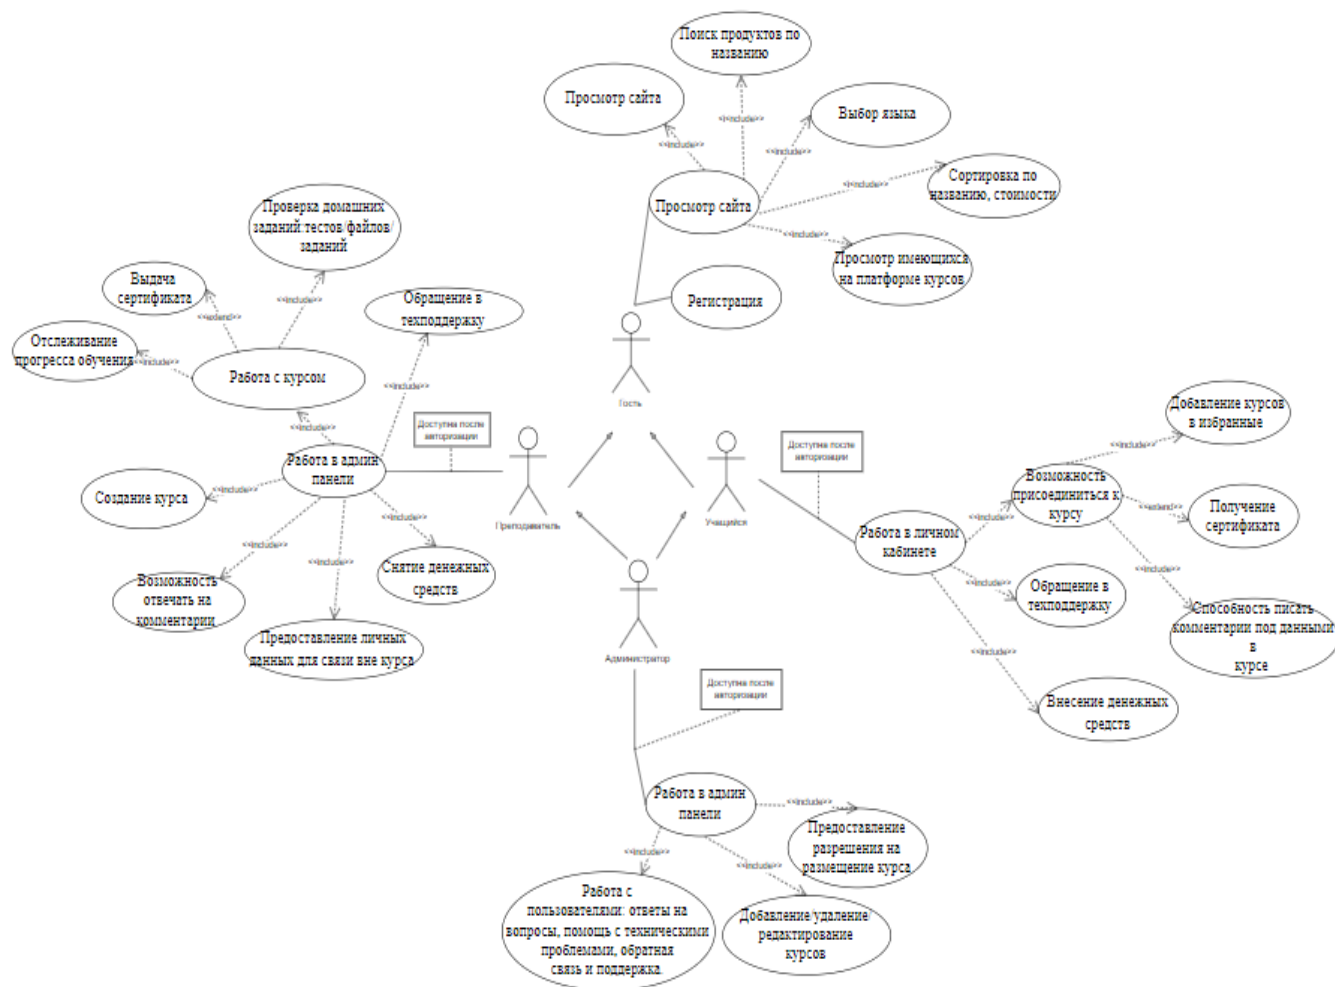 Поиск продуктов по
названию
Просмотр сайта
<<include>>
Выбор языка
<<include>>
<<include>>
Сортировка по
названию, стоимости
<<include>>
Просмотр сайта
<<include>>
Просмотр имеющихся
на платформе курсов
Регистрация
Гость
Проверка домашних
заданий:тестов/файлов/
заданий
Выдача
сертификата
<<include>>
<<extend>>
Отслеживание
прогресса обучения
<<include>>
Работа с курсом
Обращение в
техподдержку
<<include>>
<<include>>
Доступна после
авторизации
Работа в админ
панели
Преподаватель
Создание курса
<<include>>
<<include>>
<<include>>
<<include>>
Возможность
отвечать на
комментарии
Снятие денежных
средств
Предоставление личных
данных для связи вне курса
Доступна после
авторизации
Учащийся
Работа в личном
кабинете
<<include>>
Возможность
присоединиться к
курсу
<<include>>
Добавление курсов
в избранные
<<extend>>
Получение
сертификата
<<include>>
Способность писать
комментарии под данными
в
курсе
<<include>>
Обращение в
техподдержку
<<include>>
Внесение денежных
средств
Администратор
Доступна после
авторизации
Работа в админ
панели
<<include>>
Предоставление
разрешения на
размещение курса
<<include>>
<<include>>
Работа с
пользователями: ответы на
вопросы, помощь с техническими
проблемами, обратная
связь и поддержка
Добавление/удаление/
редактирование
курсов